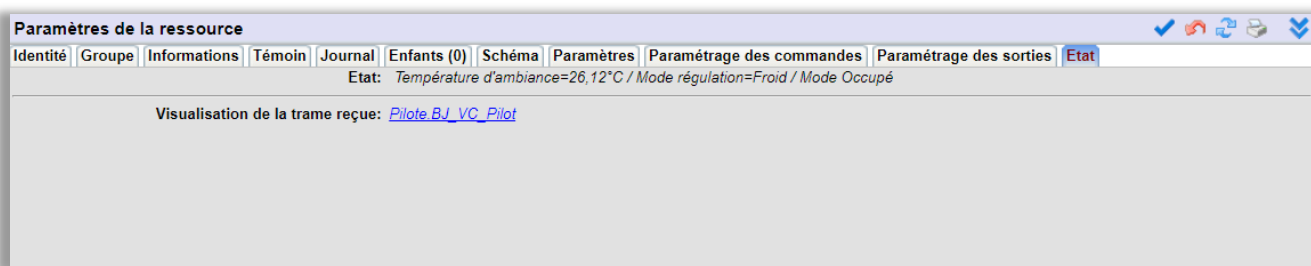 Paramètres de la ressource
Identité Groupe Informations Témoin Journal Enfants (0) Schéma Paramètres Paramétrage des commandes Paramétrage des sorties Etat
Etat: Température d'ambiance=26,12°C / Mode régulation=Froid / Mode Occupé
Visualisation de la trame reçue: Pilote.BJ_VC_Pilot